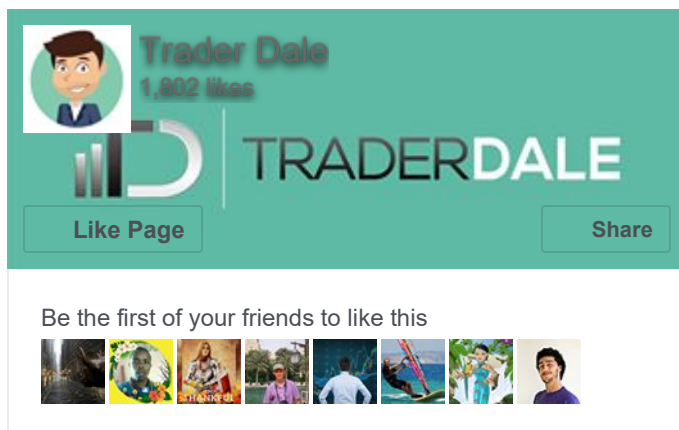 Trader Dale
1,802 likes
TRADERDALE
Like Page
Share
Be the first of your friends to like this
THANKFUL